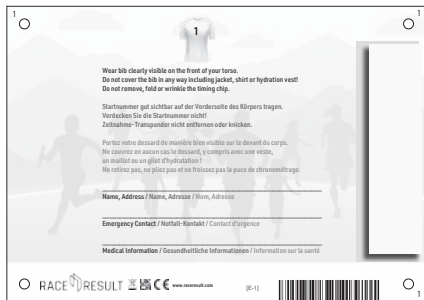 1
1
1
Wear bib clearly visible on the front of your torso.
Do not cover the bib in any way including jacket, shirt or hydration vest!
Do not remove, fold or wrinkle the timing chip.
Startnummer gut sichtbar auf der Vorderseite des Körpers tragen.
Verdecken Sie die Startnummer nicht!
Zeitnahme-Transponder nicht entfernen oder knicken.
Portez votre dossard de manière bien visible sur le devant du corps.
Ne couvrez en aucun cas le dossard, y compris avec une veste,
un maillot ou un gilet d'hydratation !
Ne retirez pas, ne pliez pas et ne froissez pas la puce de chronométrage.
Name, Address / Name, Adresse / Nom, Adresse
Emergency Contact / Notfall-Kontakt / Contact d'urgence
Medical Information / Gesundheitliche Informationen / Information sur la santé
RACE RESULT UK CA CE www.raceresult.com [E-1]
1